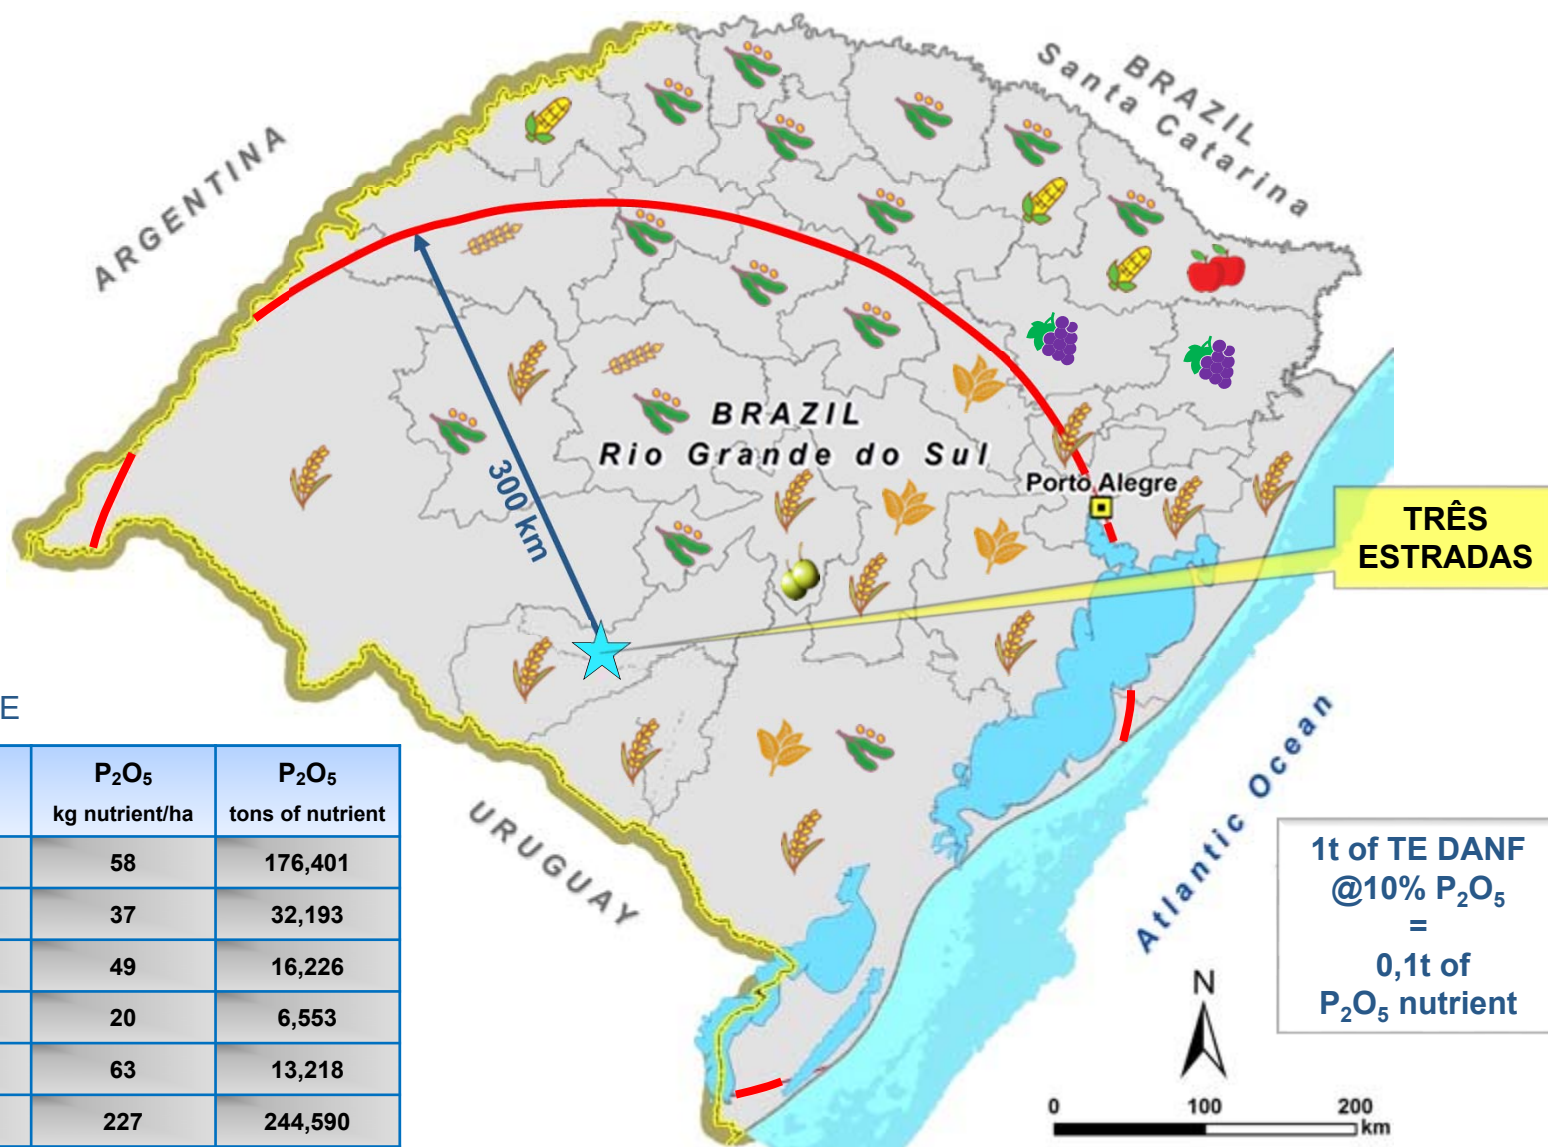 BRAZIL
Santa Catarina
ARGENTINA
BRAZIL
Rio Grande do Sul
300 km
Porto Alegre
TRÊS
ESTRADAS
E
P₂O₅ P₂O₅
kg nutrient/ha tons of nutrient
58 176,401
37 32,193
49 16,226
20 6,553
63 13,218
227 244,590
URUGUAY
Atlantic Ocean
1t of TE DANF
@10% P₂O₅
=
0,1t of
P₂O₅ nutrient
N
0 100 200
km